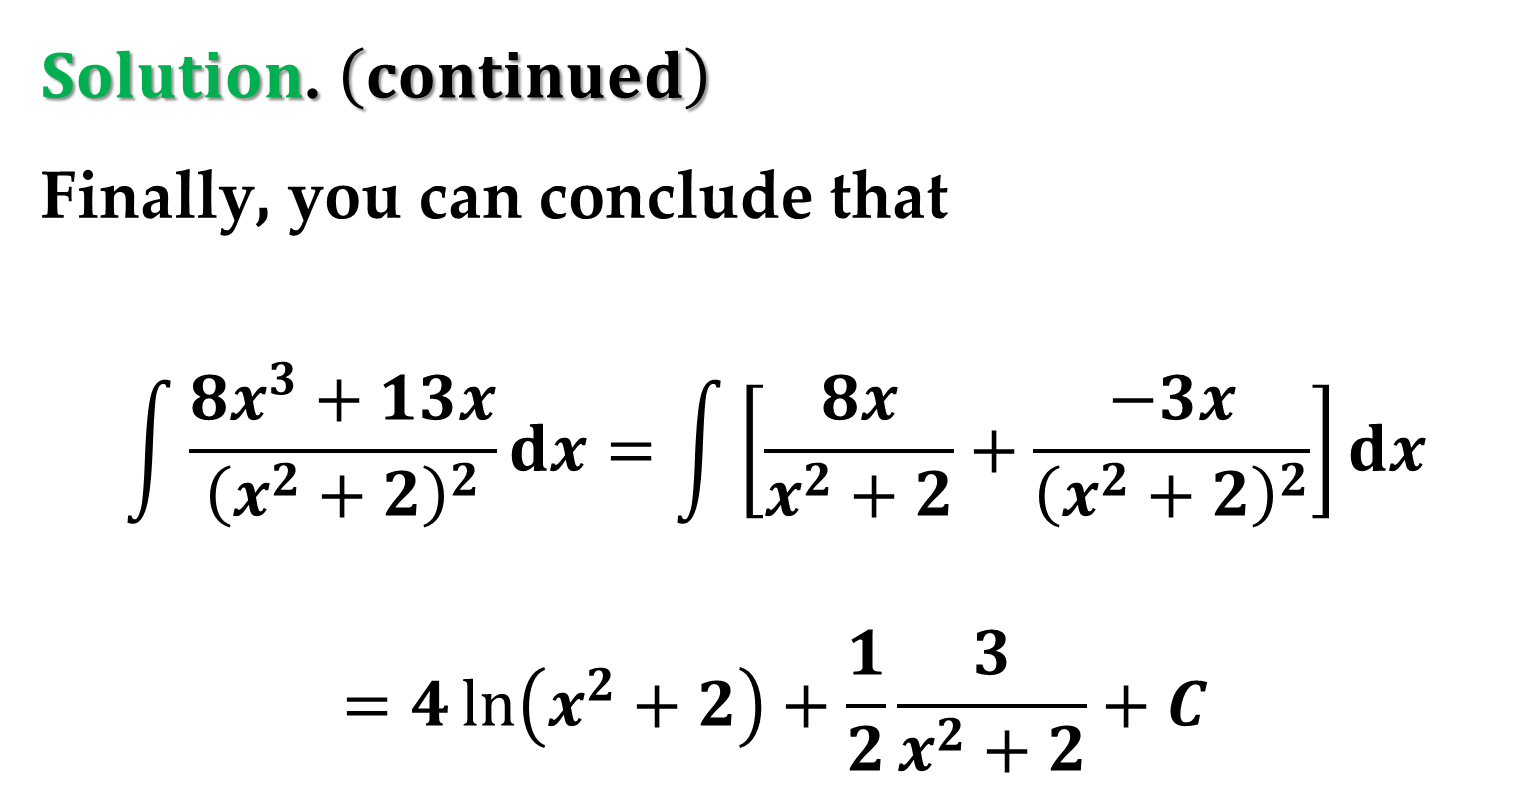 Solution. (continued)
Finally, you can conclude that
∫ (8x³ + 13x)/(x² + 2)² dx = ∫ [8x/(x² + 2) + (−3x)/(x² + 2)²] dx
= 4 ln(x² + 2) + 1/2 3/(x² + 2) + C